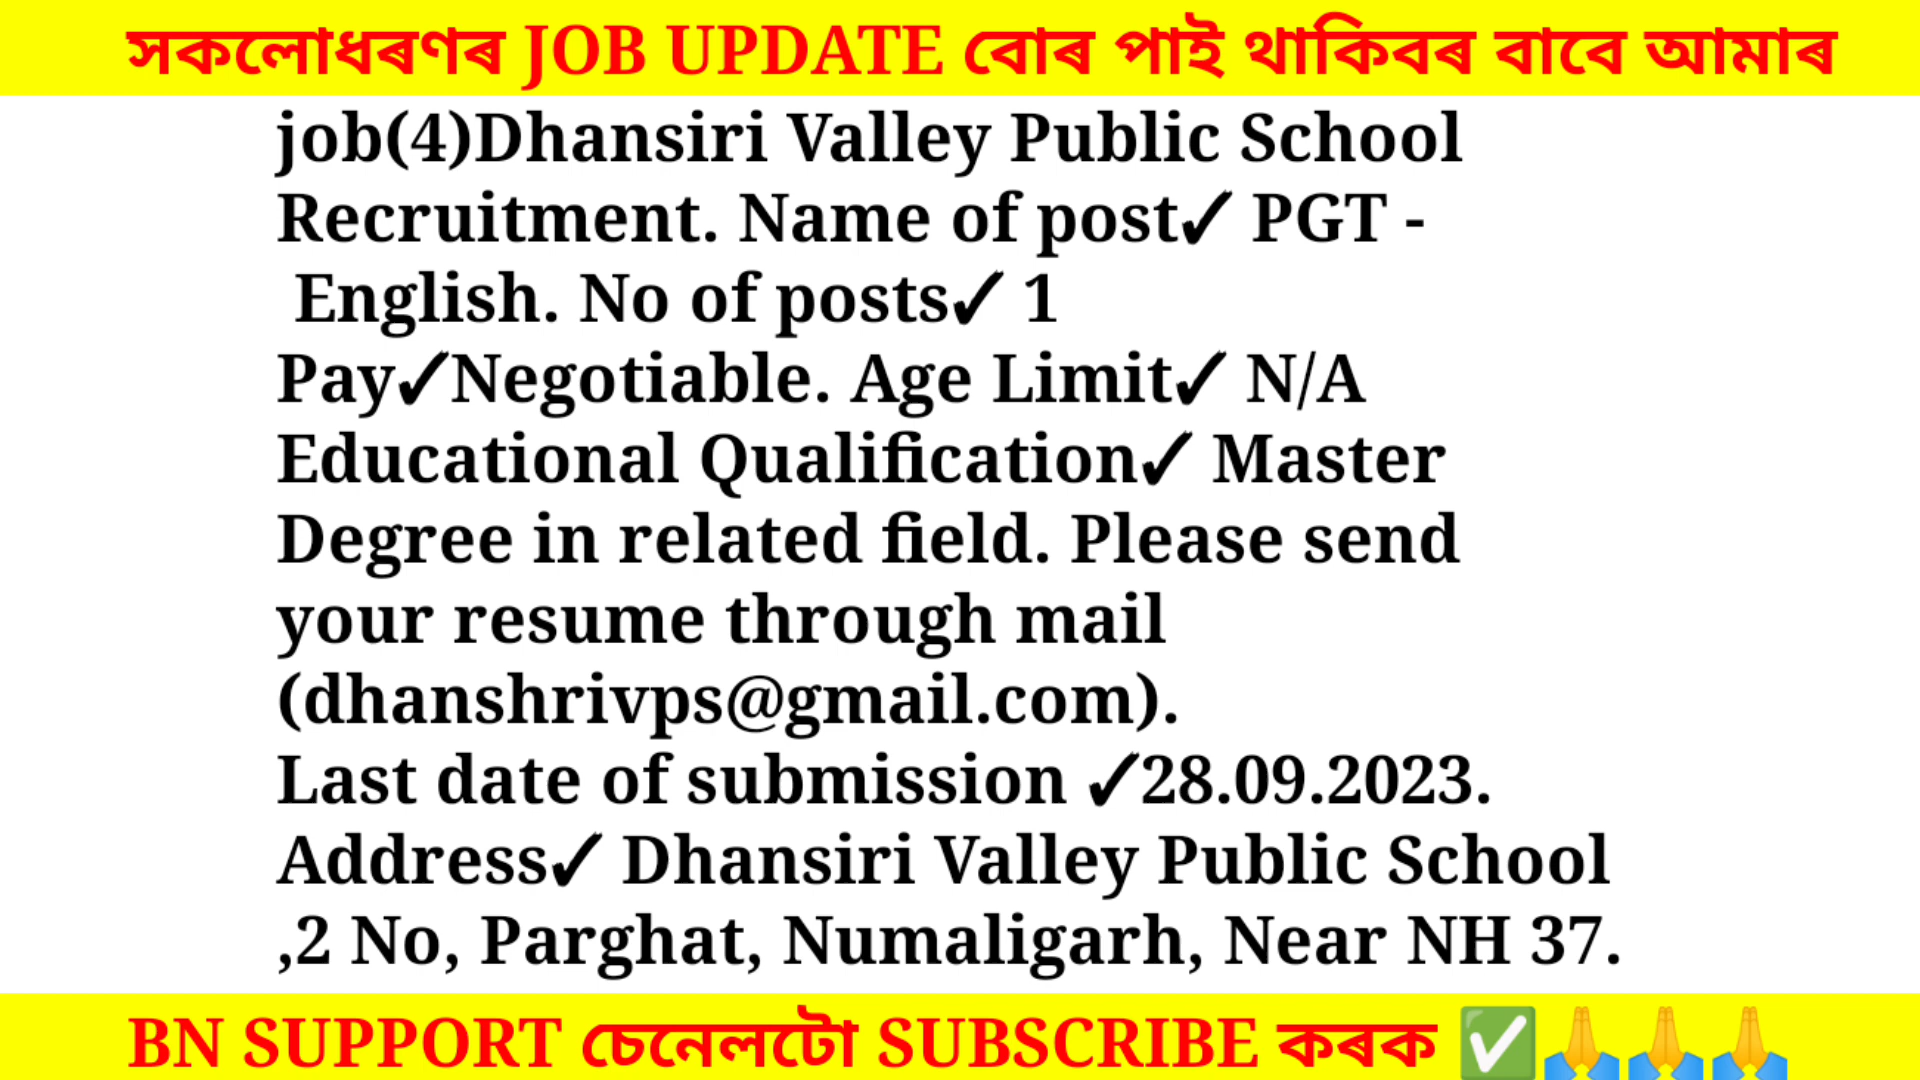 সকলোধৰণৰ JOB UPDATE বোৰ পাই থাকিবৰ বাবে আমাৰ
job(4)Dhansiri Valley Public School
Recruitment. Name of post✓ PGT -
English. No of posts✓ 1
Pay✓Negotiable. Age Limit✓ N/A
Educational Qualification✓ Master
Degree in related field. Please send
your resume through mail
(dhanshrivps@gmail.com).
Last date of submission ✓28.09.2023.
Address✓ Dhansiri Valley Public School
,2 No, Parghat, Numaligarh, Near NH 37.
BN SUPPORT চেনেলটো SUBSCRIBE কৰক ✅🙏🙏🙏